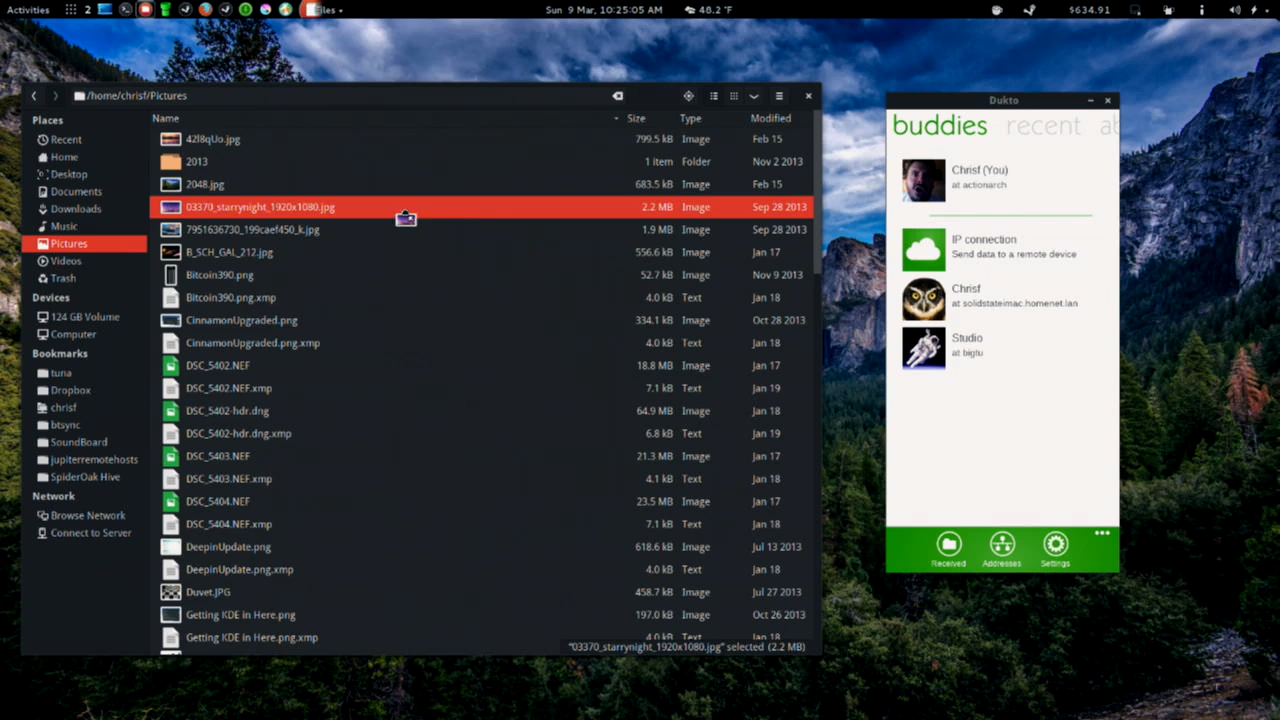 Activities 2 Files Sun 9 Mar, 10:25:05 AM 48.2 °F $634.91
/home/chrisf/Pictures
Places
Recent
Home
Desktop
Documents
Downloads
Music
Pictures
Videos
Trash
Devices
124 GB Volume
Computer
Bookmarks
tuna
Dropbox
chrisf
btsync
SoundBoard
jupiterremotehosts
SpiderOak Hive
Network
Browse Network
Connect to Server
Name Size Type Modified
42l8qUo.jpg 799.5 kB Image Feb 15
2013 1 item Folder Nov 2 2013
2048.jpg 683.5 kB Image Feb 15
03370_starrynight_1920x1080.jpg 2.2 MB Image Sep 28 2013
7951636730_199caef450_k.jpg 1.9 MB Image Sep 28 2013
B_SCH_GAL_212.jpg 556.6 kB Image Jan 17
Bitcoin390.png 52.7 kB Image Nov 9 2013
Bitcoin390.png.xmp 4.0 kB Text Jan 18
CinnamonUpgraded.png 334.1 kB Image Oct 28 2013
CinnamonUpgraded.png.xmp 4.0 kB Text Jan 18
DSC_5402.NEF 18.8 MB Image Jan 17
DSC_5402.NEF.xmp 7.1 kB Text Jan 19
DSC_5402-hdr.dng 64.9 MB Image Jan 18
DSC_5402-hdr.dng.xmp 6.8 kB Text Jan 19
DSC_5403.NEF 21.3 MB Image Jan 17
DSC_5403.NEF.xmp 4.1 kB Text Jan 18
DSC_5404.NEF 23.5 MB Image Jan 17
DSC_5404.NEF.xmp 7.1 kB Text Jan 18
DeepinUpdate.png 618.6 kB Image Jul 13 2013
DeepinUpdate.png.xmp 4.0 kB Text Jan 18
Duvet.JPG 458.7 kB Image Jul 27 2013
Getting KDE in Here.png 197.0 kB Image Oct 26 2013
Getting KDE in Here.png.xmp 4.0 kB Text Jan 18
"03370_starrynight_1920x1080.jpg" selected (2.2 MB)
Dukto
buddies recent ab
Chrisf (You)
at actionarch
IP connection
Send data to a remote device
Chrisf
at solidstateimac.homenet.lan
Studio
at bigtu
Received Addresses Settings